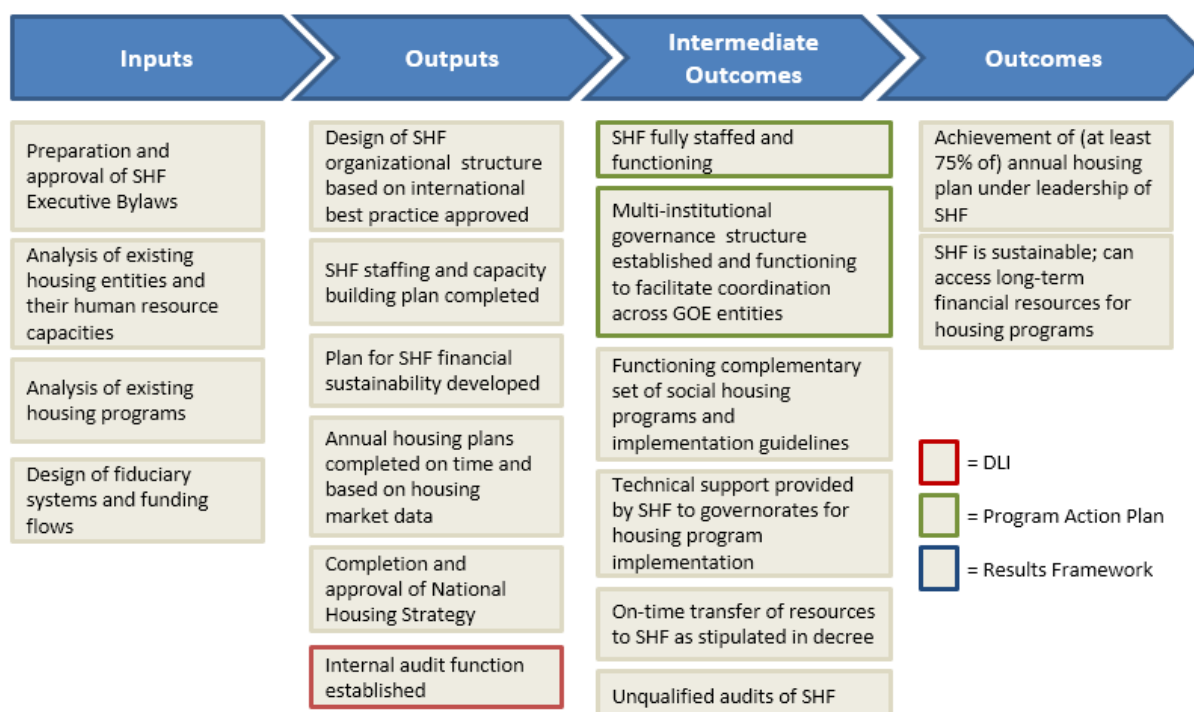 Inputs
Outputs
Intermediate
Outcomes
Outcomes
Preparation and
approval of SHF
Executive Bylaws
Analysis of existing
housing entities and
their human resource
capacities
Analysis of existing
housing programs
Design of fiduciary
systems and funding
flows
Design of SHF
organizational structure
based on international
best practice approved
SHF staffing and capacity
building plan completed
Plan for SHF financial
sustainability developed
Annual housing plans
completed on time and
based on housing
market data
Completion and
approval of National
Housing Strategy
Internal audit function
established
SHF fully staffed and
functioning
Multi-institutional
governance structure
established and functioning
to facilitate coordination
across GOE entities
Functioning complementary
set of social housing
programs and
implementation guidelines
Technical support provided
by SHF to governorates for
housing program
implementation
On-time transfer of resources
to SHF as stipulated in decree
Unqualified audits of SHF
Achievement of (at least
75% of) annual housing
plan under leadership of
SHF
SHF is sustainable; can
access long-term
financial resources for
housing programs
= DLI
= Program Action Plan
= Results Framework